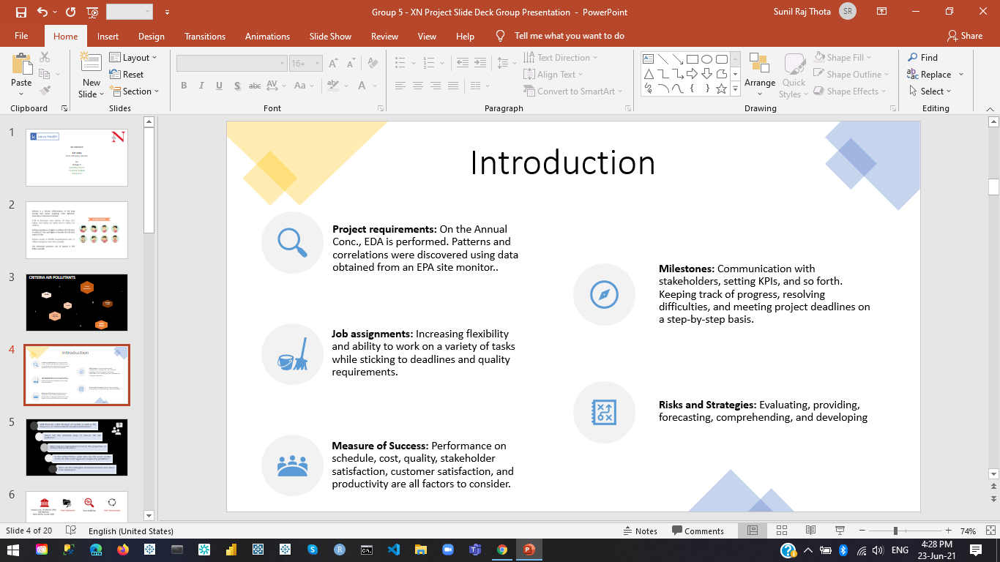 Group 5 - XN Project Slide Deck Group Presentation - PowerPoint
Sunil Raj Thota
SR
File Home Insert Design Transitions Animations Slide Show Review View Help Tell me what you want to do Share
Paste
Clipboard
New Slide
Layout
Reset
Section
Slides
16+
Font
Text Direction
Align Text
Convert to SmartArt
Paragraph
Arrange
Quick Styles
Shape Fill
Shape Outline
Shape Effects
Drawing
Find
Replace
Select
Editing
1
2
3
CRITERIA AIR POLLUTANTS
4
Introduction
5
6
Introduction
Project requirements: On the Annual
Conc., EDA is performed. Patterns and
correlations were discovered using data
obtained from an EPA site monitor..
Job assignments: Increasing flexibility
and ability to work on a variety of tasks
while sticking to deadlines and quality
requirements.
Measure of Success: Performance on
schedule, cost, quality, stakeholder
satisfaction, customer satisfaction, and
productivity are all factors to consider.
Milestones: Communication with
stakeholders, setting KPIs, and so forth.
Keeping track of progress, resolving
difficulties, and meeting project deadlines on
a step-by-step basis.
Risks and Strategies: Evaluating, providing,
forecasting, comprehending, and developing
Slide 4 of 20
English (United States)
Notes
Comments
74%
ENG
4:28 PM
23-Jun-21